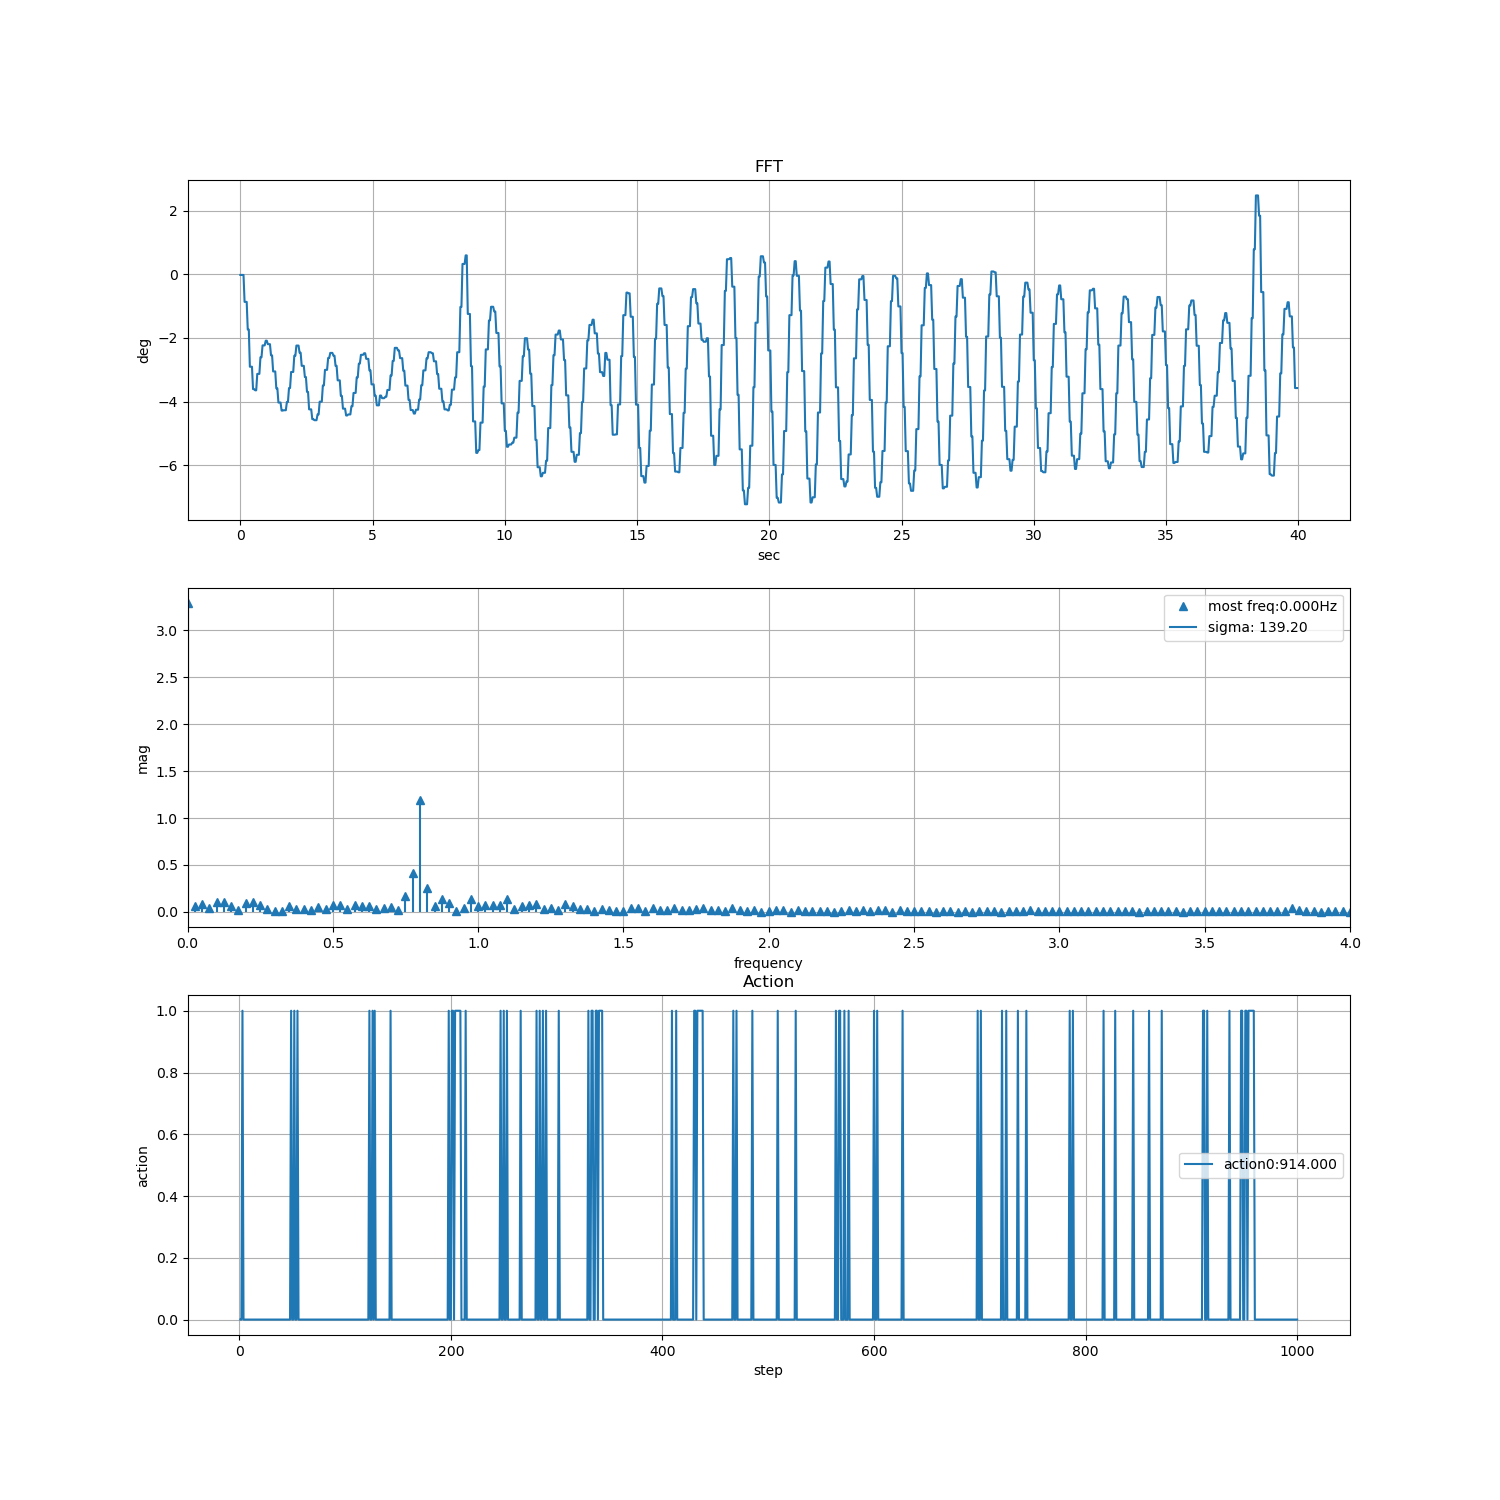 FFT
2
0
−2
−4
−6
deg
0 5 10 15 20 25 30 35 40
sec
most freq:0.000Hz
sigma: 139.20
3.0
2.5
2.0
1.5
1.0
0.5
0.0
mag
0.0 0.5 1.0 1.5 2.0 2.5 3.0 3.5 4.0
frequency
Action
1.0
0.8
0.6
0.4
0.2
0.0
action
action0:914.000
0 200 400 600 800 1000
step